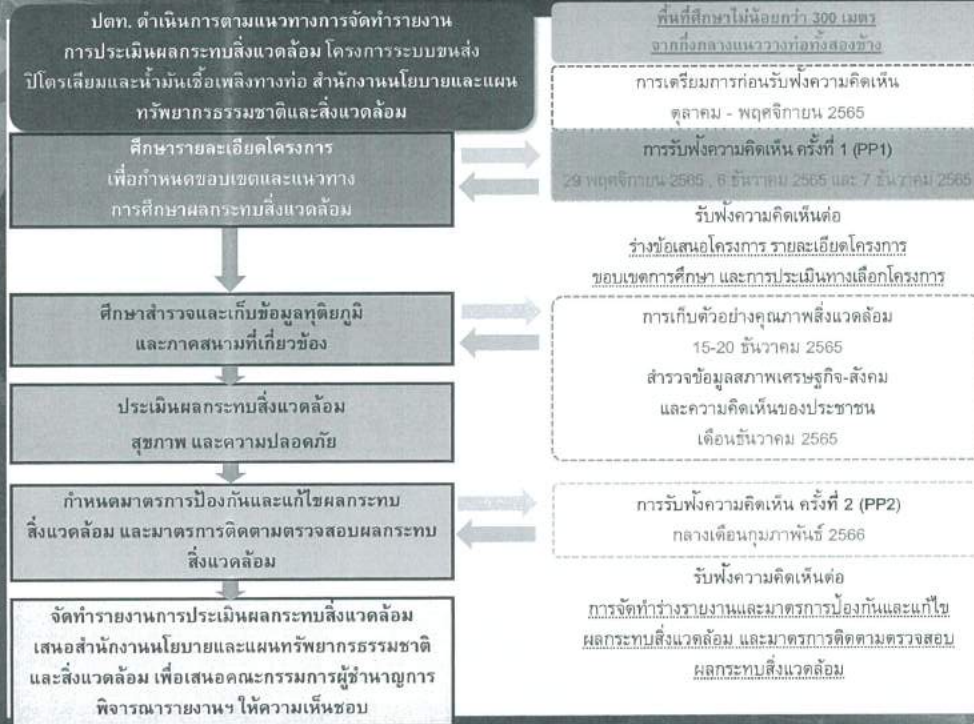 ปตท. ดำเนินการตามแนวทางการจัดทำรายงาน
การประเมินผลกระทบสิ่งแวดล้อม โครงการระบบขนส่ง
ปิโตรเลียมและน้ำมันเชื้อเพลิงทางท่อ สำนักงานนโยบายและแผน
ทรัพยากรธรรมชาติและสิ่งแวดล้อม
ศึกษารายละเอียดโครงการ
เพื่อกำหนดขอบเขตและแนวทาง
การศึกษาผลกระทบสิ่งแวดล้อม
ศึกษาสำรวจและเก็บข้อมูลทุติยภูมิ
และภาคสนามที่เกี่ยวข้อง
ประเมินผลกระทบสิ่งแวดล้อม
สุขภาพ และความปลอดภัย
กำหนดมาตรการป้องกันและแก้ไขผลกระทบ
สิ่งแวดล้อม และมาตรการติดตามตรวจสอบผลกระทบ
สิ่งแวดล้อม
จัดทำรายงานการประเมินผลกระทบสิ่งแวดล้อม
เสนอสำนักงานนโยบายและแผนทรัพยากรธรรมชาติ
และสิ่งแวดล้อม เพื่อเสนอคณะกรรมการผู้ชำนาญการ
พิจารณารายงานฯ ให้ความเห็นชอบ
พื้นที่ศึกษาไม่น้อยกว่า 300 เมตร
จากกึ่งกลางแนววางท่อทั้งสองข้าง
การเตรียมการก่อนรับฟังความคิดเห็น
ตุลาคม - พฤศจิกายน 2565
การรับฟังความคิดเห็น ครั้งที่ 1 (PP1)
29 พฤศจิกายน 2565 , 6 ธันวาคม 2565 และ 7 ธันวาคม 2565
รับฟังความคิดเห็นต่อ
ร่างข้อเสนอโครงการ รายละเอียดโครงการ
ขอบเขตการศึกษา และการประเมินทางเลือกโครงการ
การเก็บตัวอย่างคุณภาพสิ่งแวดล้อม
15-20 ธันวาคม 2565
สำรวจข้อมูลสภาพเศรษฐกิจ-สังคม
และความคิดเห็นของประชาชน
เดือนธันวาคม 2565
การรับฟังความคิดเห็น ครั้งที่ 2 (PP2)
กลางเดือนกุมภาพันธ์ 2566
รับฟังความคิดเห็นต่อ
การจัดทำร่างรายงานและมาตรการป้องกันและแก้ไข
ผลกระทบสิ่งแวดล้อม และมาตรการติดตามตรวจสอบ
ผลกระทบสิ่งแวดล้อม